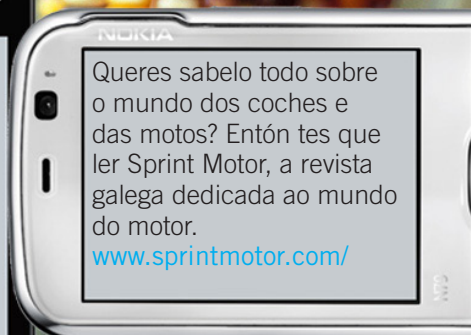 NOKIA
Queres sabelo todo sobre
o mundo dos coches e
das motos? Entón tes que
ler Sprint Motor, a revista
galega dedicada ao mundo
do motor.
www.sprintmotor.com/
N79